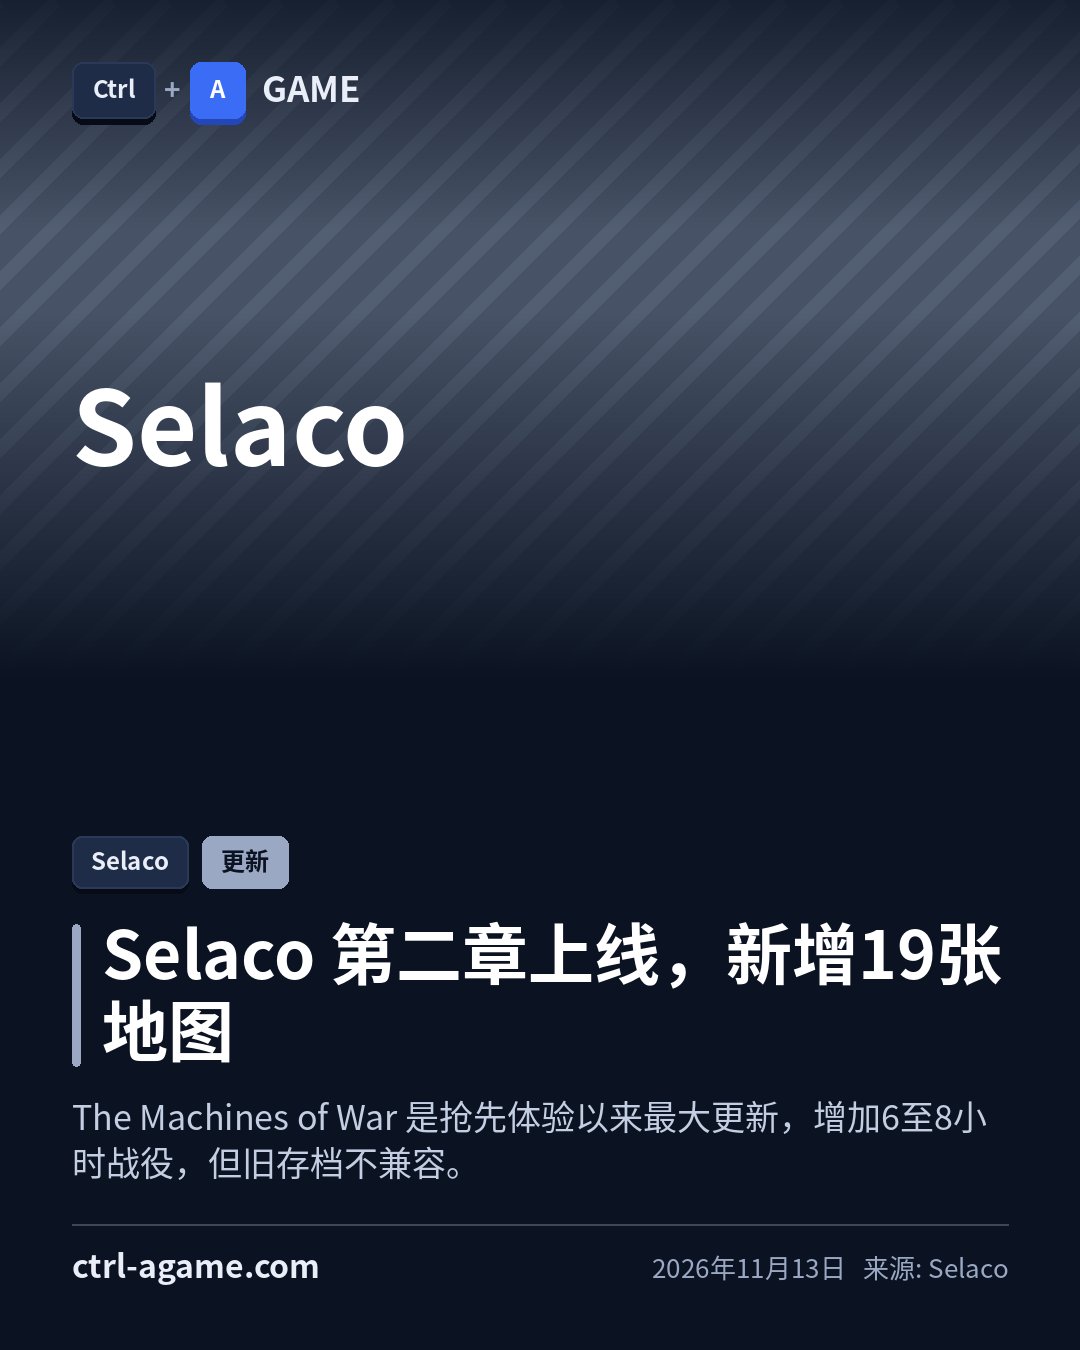 Ctrl + A GAME
Selaco
Selaco 更新
Selaco 第二章上线，新增19张
地图
The Machines of War 是抢先体验以来最大更新，增加6至8小
时战役，但旧存档不兼容。
ctrl-agame.com 2026年11月13日 来源: Selaco